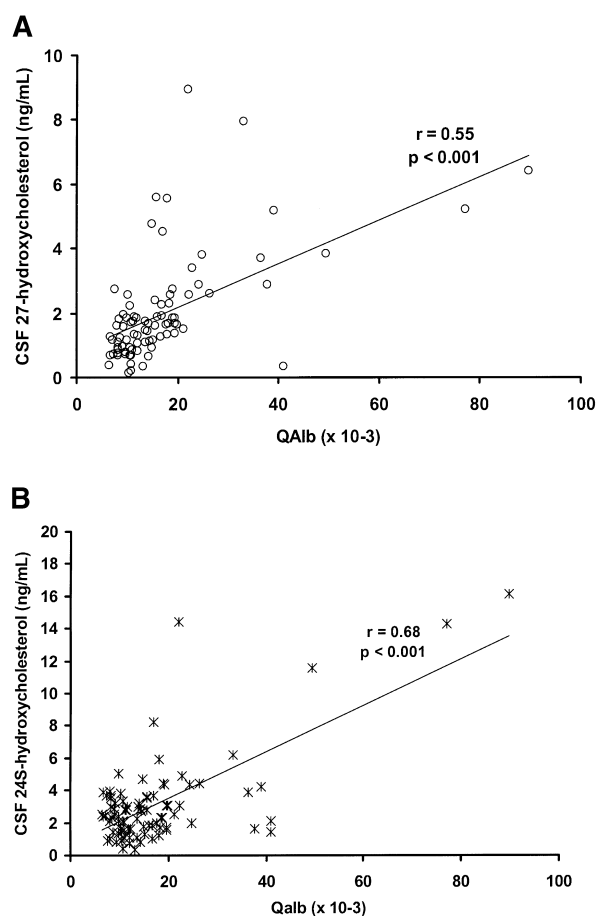 A
CSF 27-hydroxycholesterol (ng/mL)
10
8
6
4
2
0
r = 0.55
p < 0.001
0 20 40 60 80 100
QAlb (x 10-3)
B
CSF 24S-hydroxycholesterol (ng/mL)
20
18
16
14
12
10
8
6
4
2
0
r = 0.68
p < 0.001
0 20 40 60 80 100
Qalb (x 10-3)